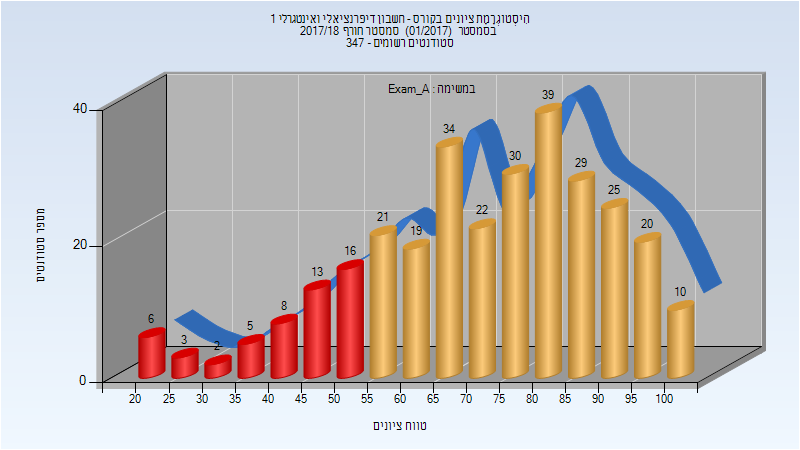 היסטוגרמת ציונים בקורס - חשבון דיפרנציאלי ואינטגרלי 1
בסמסטר (01/2017) סמסטר חורף 2017/18
סטודנטים רשומים - 347
במשימה : Exam_A
מספר סטודנטים
40
20
0
6
3
2
5
8
13
16
21
19
34
22
30
39
29
25
20
10
20 25 30 35 40 45 50 55 60 65 70 75 80 85 90 95 100
טווח ציונים